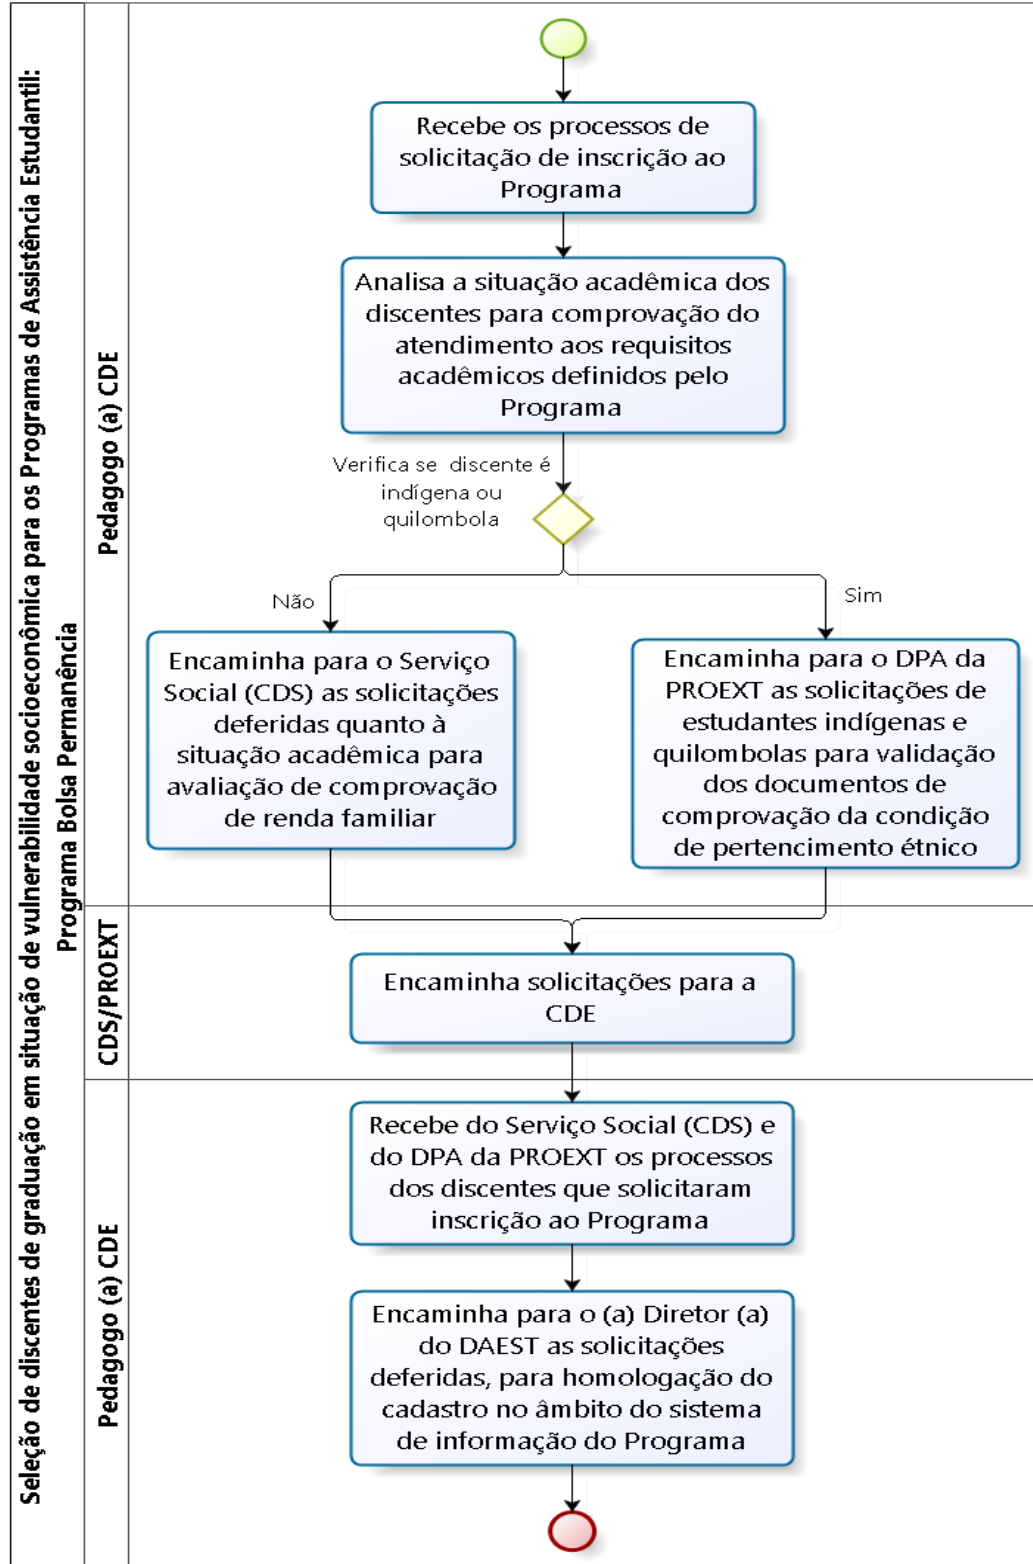 Seleção de discentes de graduação em situação de vulnerabilidade socioeconômica para os Programas de Assistência Estudantil:
Programa Bolsa Permanência
Pedagogo (a) CDE
Recebe os processos de
solicitação de inscrição ao
Programa
Analisa a situação acadêmica dos
discentes para comprovação do
atendimento aos requisitos
acadêmicos definidos pelo
Programa
Verifica se discente é
indígena ou
quilombola
Não
Sim
Encaminha para o Serviço
Social (CDS) as solicitações
deferidas quanto à
situação acadêmica para
avaliação de comprovação
de renda familiar
Encaminha para o DPA da
PROEXT as solicitações de
estudantes indígenas e
quilombolas para validação
dos documentos de
comprovação da condição
de pertencimento étnico
CDS/PROEXT
Encaminha solicitações para a
CDE
Pedagogo (a) CDE
Recebe do Serviço Social (CDS) e
do DPA da PROEXT os processos
dos discentes que solicitaram
inscrição ao Programa
Encaminha para o (a) Diretor (a)
do DAEST as solicitações
deferidas, para homologação do
cadastro no âmbito do sistema
de informação do Programa